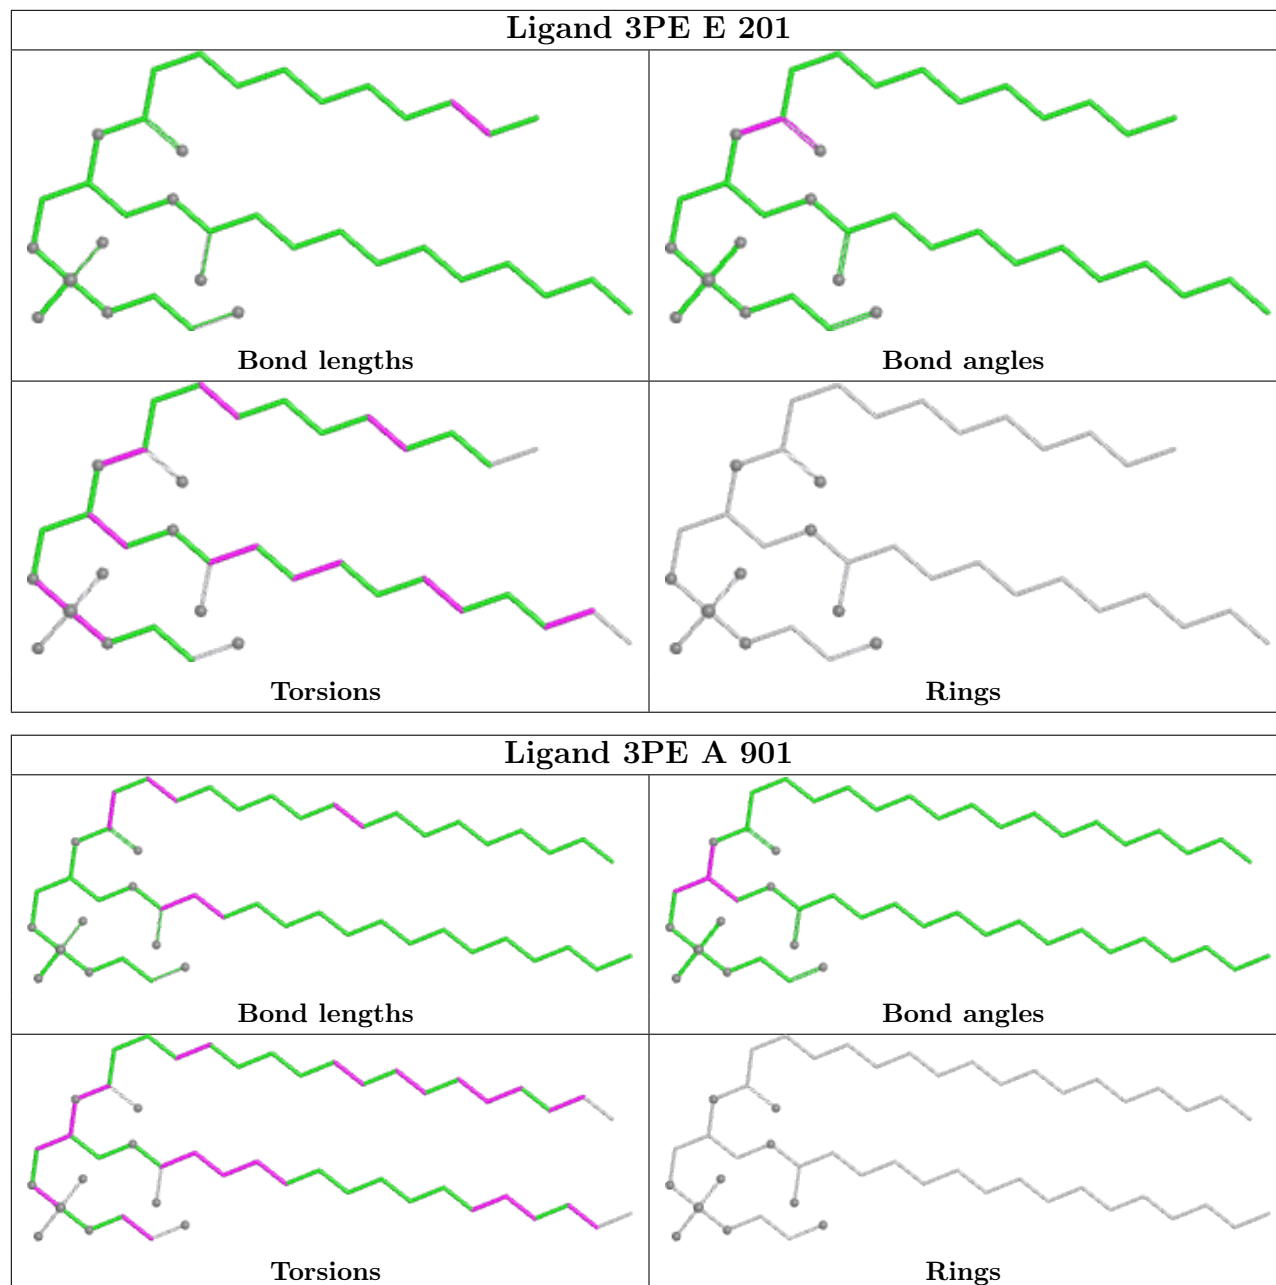 Ligand 3PE E 201
Bond lengths
Bond angles
Torsions
Rings
Ligand 3PE A 901
Bond lengths
Bond angles
Torsions
Rings